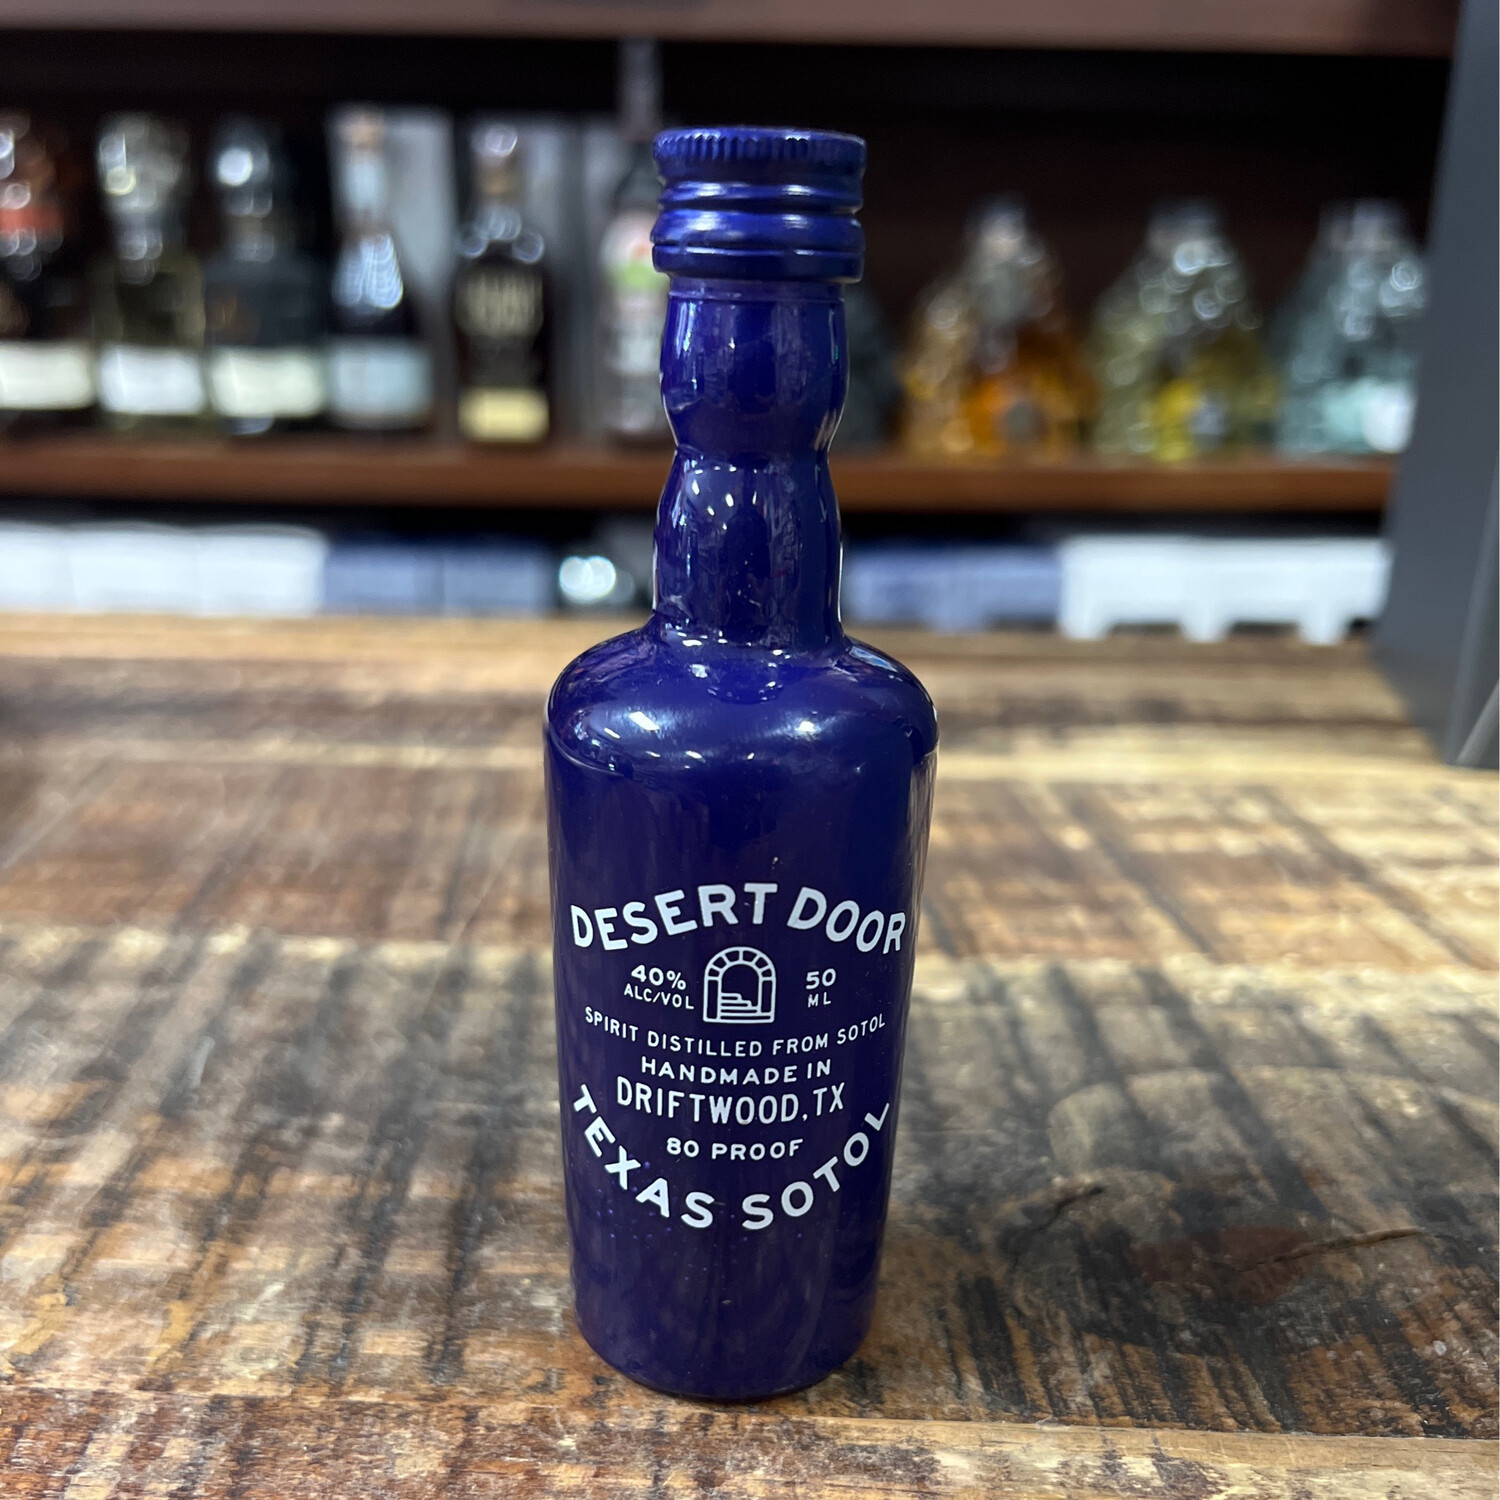 DESERT DOOR
40% ALC/VOL
50 ML
SPIRIT DISTILLED FROM SOTOL
HANDMADE IN
DRIFTWOOD, TX
80 PROOF
TEXAS SOTOL